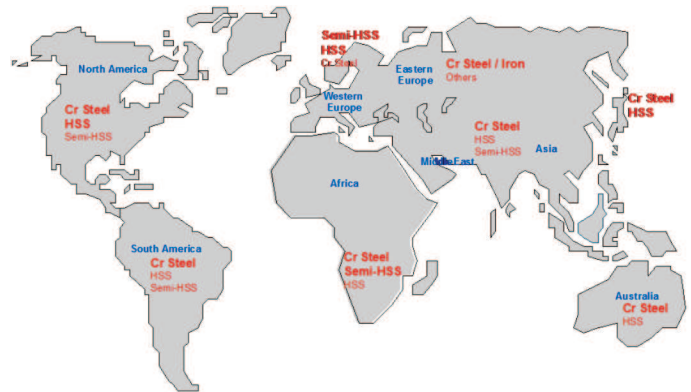 North America
Cr Steel
HSS
Semi-HSS
Semi-HSS
HSS
Cr Steel
Western
Europe
Eastern
Europe
Cr Steel / Iron
Others
Cr Steel
HSS
Cr Steel
HSS
Semi-HSS
Asia
MiddleEast
Africa
Cr Steel
Semi-HSS
HSS
South America
Cr Steel
HSS
Semi-HSS
Australia
Cr Steel
HSS